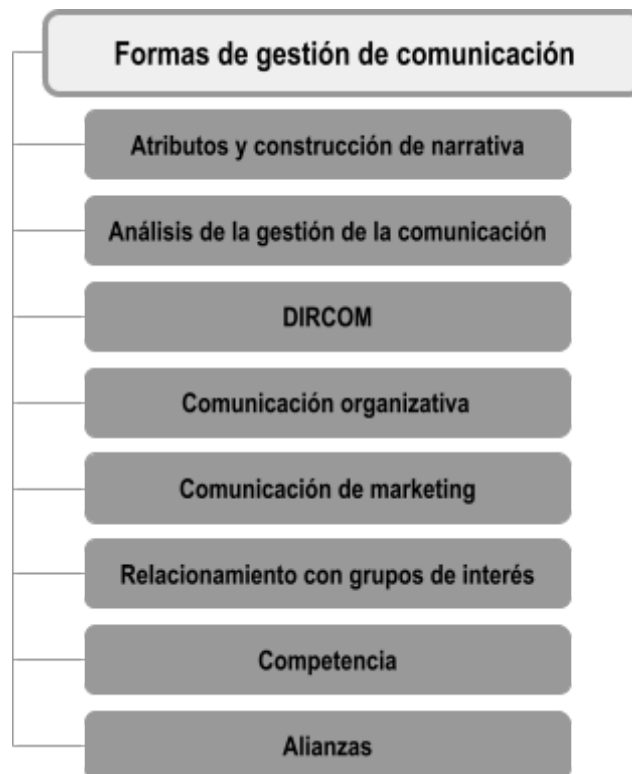 Formas de gestión de comunicación
Atributos y construcción de narrativa
Análisis de la gestión de la comunicación
DIRCOM
Comunicación organizativa
Comunicación de marketing
Relacionamiento con grupos de interés
Competencia
Alianzas